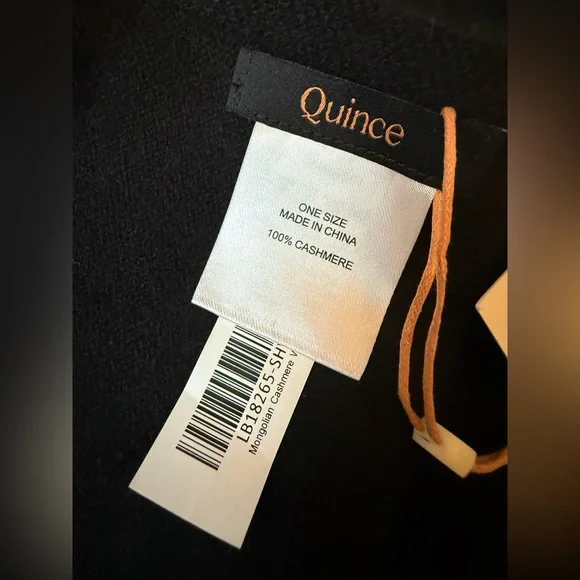 Quince
ONE SIZE
MADE IN CHINA
100% CASHMERE
LB18265-SH
Mongolian Cashmere